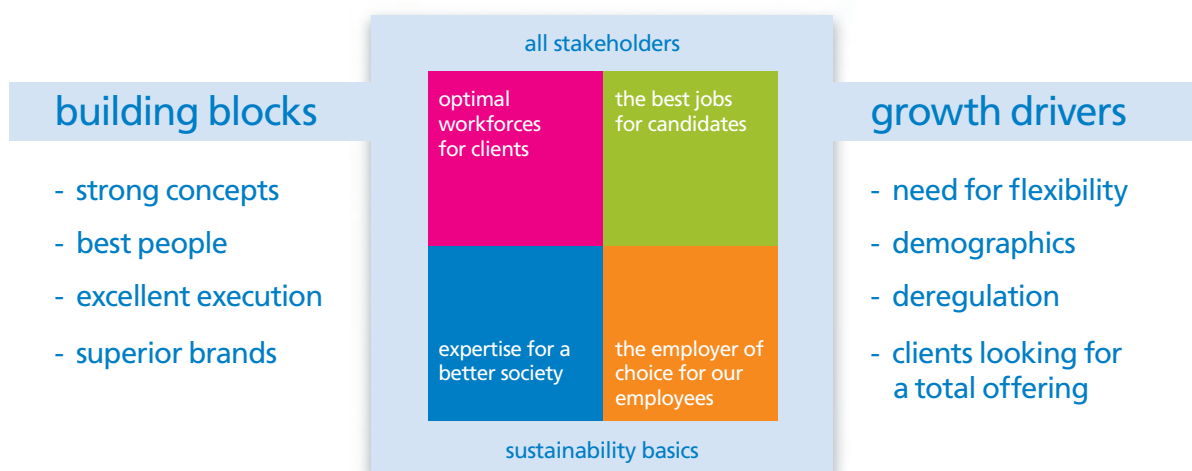 building blocks
- strong concepts
- best people
- excellent execution
- superior brands
all stakeholders
optimal
workforces
for clients
the best jobs
for candidates
expertise for a
better society
the employer of
choice for our
employees
sustainability basics
growth drivers
- need for flexibility
- demographics
- deregulation
- clients looking for
a total offering